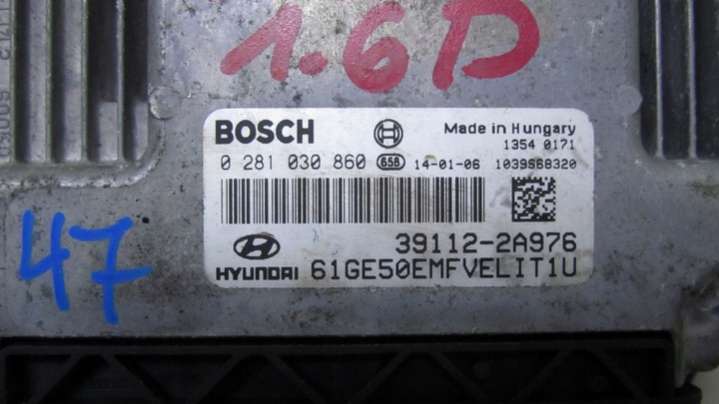 1.6D
BOSCH
Made in Hungary
1354 0171
0 281 030 860 658 14-01-06 1039S68320
39112-2A976
HYUNDAI 61GE50EMFVELIT1U
47